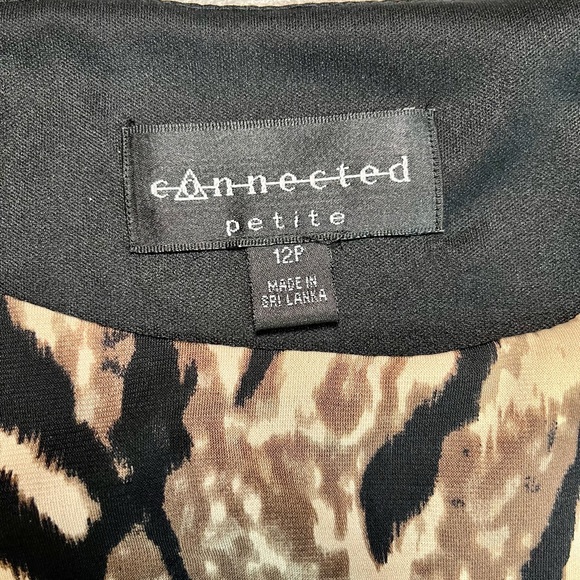 connected
petite
12P
MADE IN
SRI LANKA